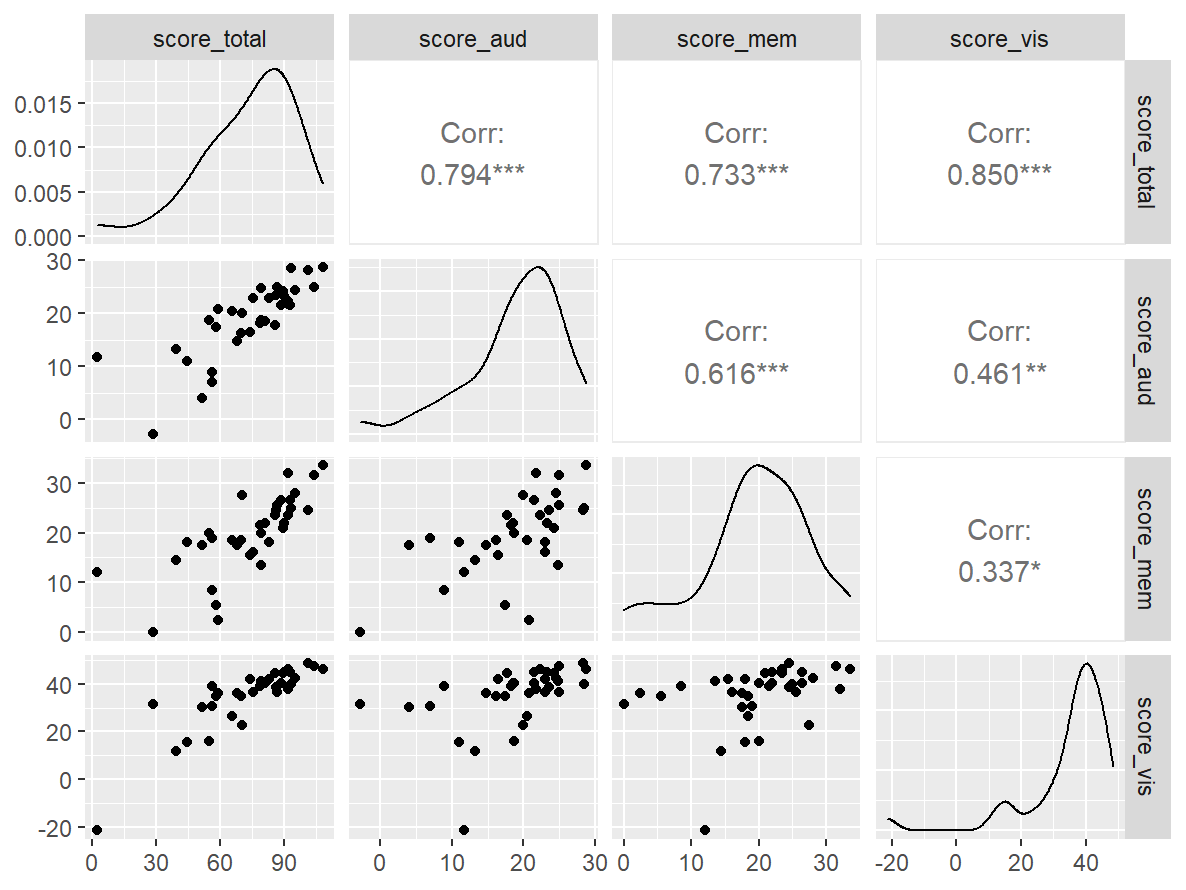 score_total score_aud score_mem score_vis
0.015
0.010
0.005
0.000
Corr:
0.794***
Corr:
0.733***
Corr:
0.850***
score_total
30
20
10
0
Corr:
0.616***
Corr:
0.461**
score_aud
30
20
10
0
Corr:
0.337*
score_mem
40
20
0
-20
score_vis
0 30 60 90 0 10 20 30 0 10 20 30 -20 0 20 40